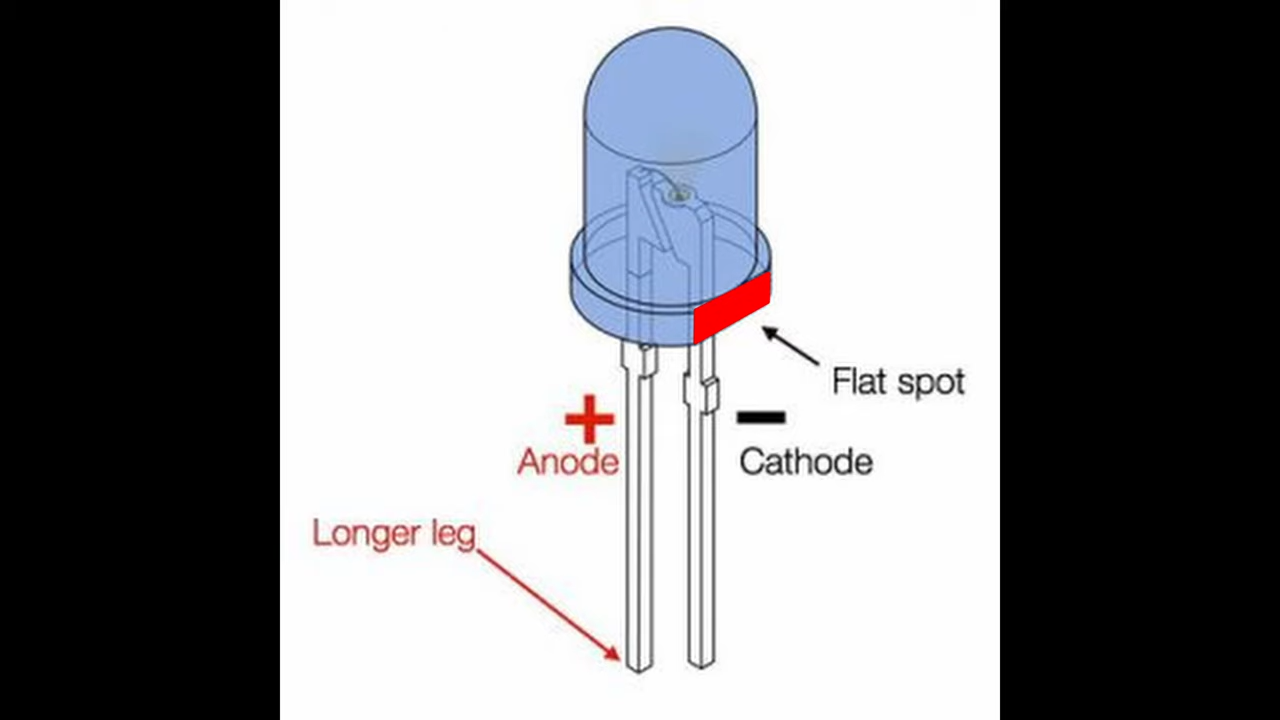 Flat spot
+
Anode
−
Cathode
Longer leg